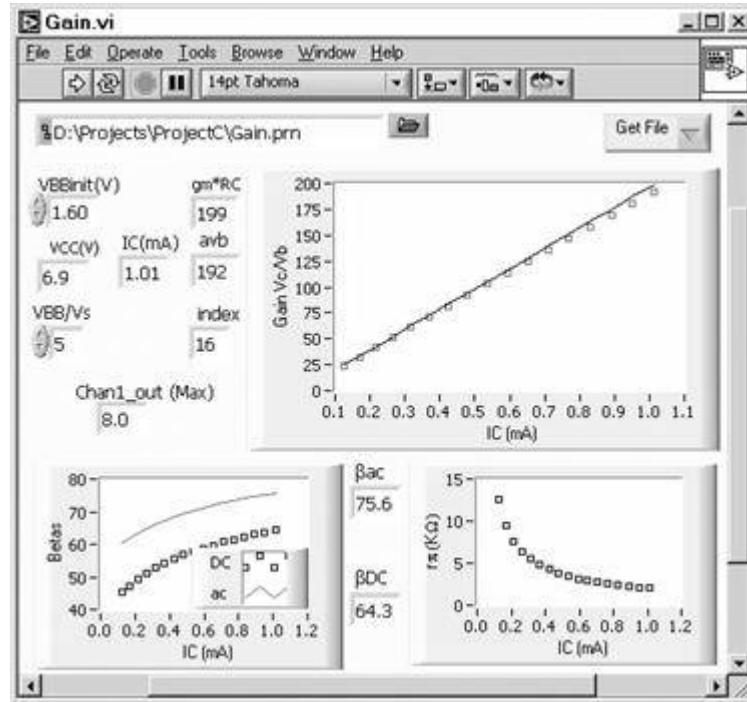 Gain.vi
File Edit Operate Tools Browse Window Help
14pt Tahoma
D:\Projects\ProjectC\Gain.prn
Get File
VBBinit(V)
1.60
gm*RC
199
VCC(V)
6.9
IC(mA)
1.01
avb
192
VBB/Vs
5
index
16
Chan1_out (Max)
8.0
Gain Vc/Vb
200
175
150
125
100
75
50
25
0
0.1 0.2 0.3 0.4 0.5 0.6 0.7 0.8 0.9 1.0 1.1
IC (mA)
Betas
80
70
60
50
40
DC
ac
0.0 0.2 0.4 0.6 0.8 1.0 1.2
IC (mA)
βac
75.6
βDC
64.3
rπ(KΩ)
15
10
5
0
0.0 0.2 0.4 0.6 0.8 1.0 1.2
IC (mA)